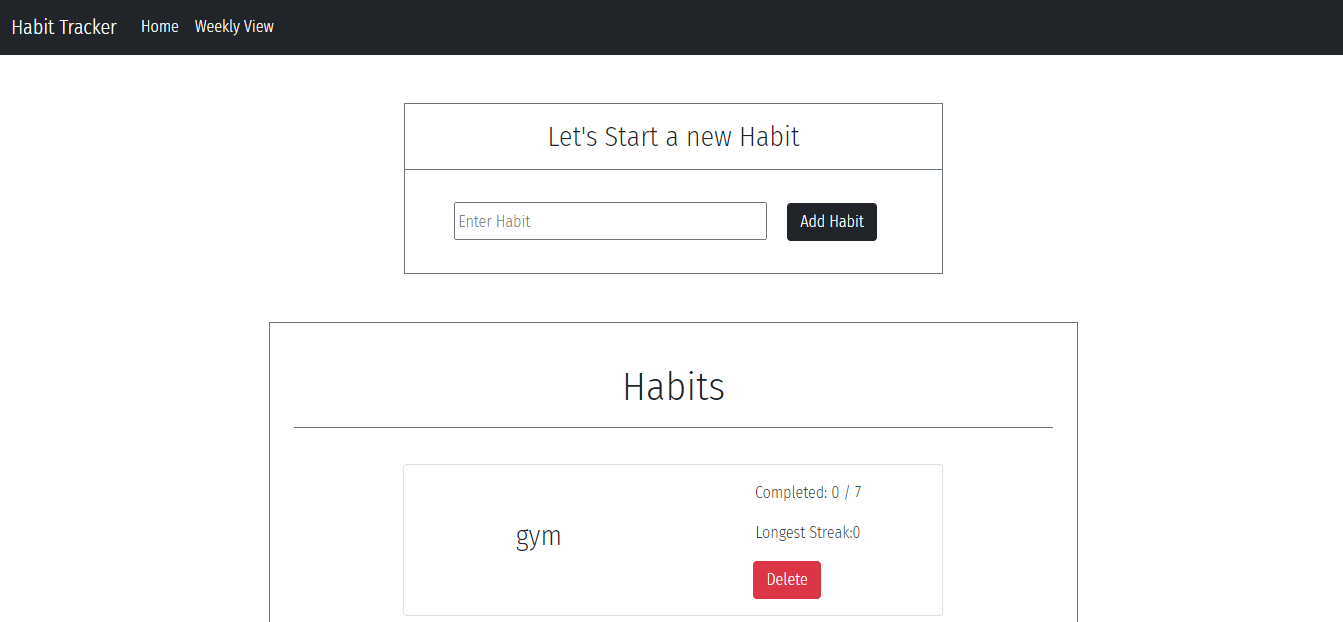 Habit Tracker Home Weekly View
Let's Start a new Habit
Enter Habit Add Habit
Habits
gym
Completed: 0 / 7
Longest Streak:0
Delete